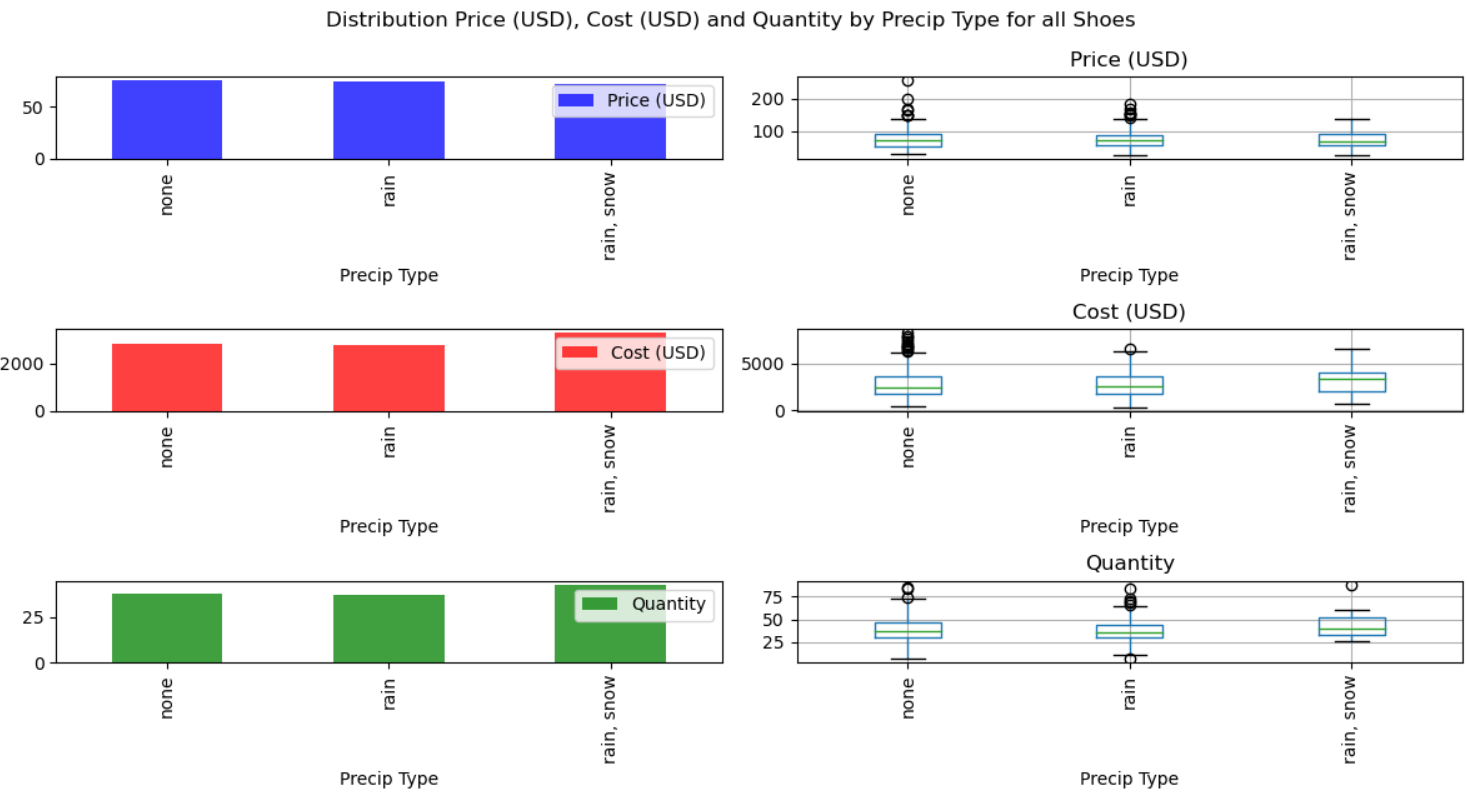 Distribution Price (USD), Cost (USD) and Quantity by Precip Type for all Shoes
50
0
Price (USD)
none
rain
rain, snow
Precip Type
Price (USD)
200
100
none
rain
rain, snow
Precip Type
2000
0
Cost (USD)
none
rain
rain, snow
Precip Type
Cost (USD)
5000
0
none
rain
rain, snow
Precip Type
25
0
Quantity
none
rain
rain, snow
Precip Type
Quantity
75
50
25
none
rain
rain, snow
Precip Type